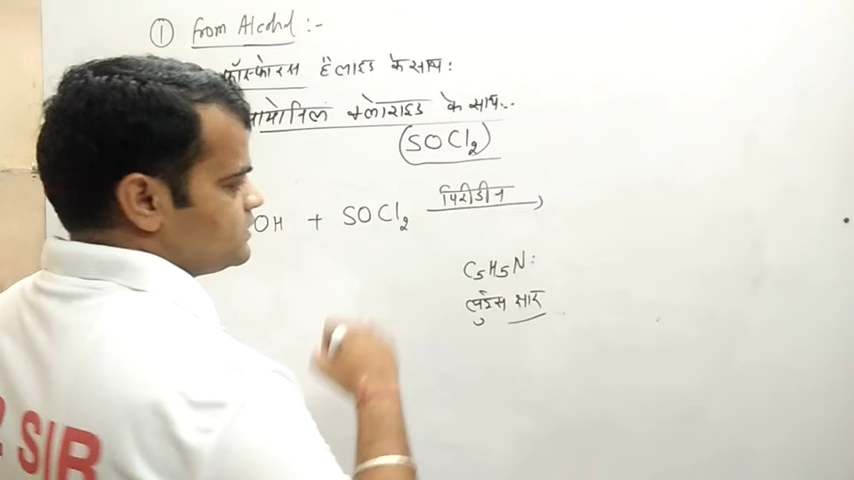 ① From Alcohol :-
फॉस्फोरस हैलाइड के साथ :
क्लोराइड के साथ..
(SOCl₂)
OH + SOCl₂ पिरीडीन →
C₅H₅N:
लुईस क्षार
SIR